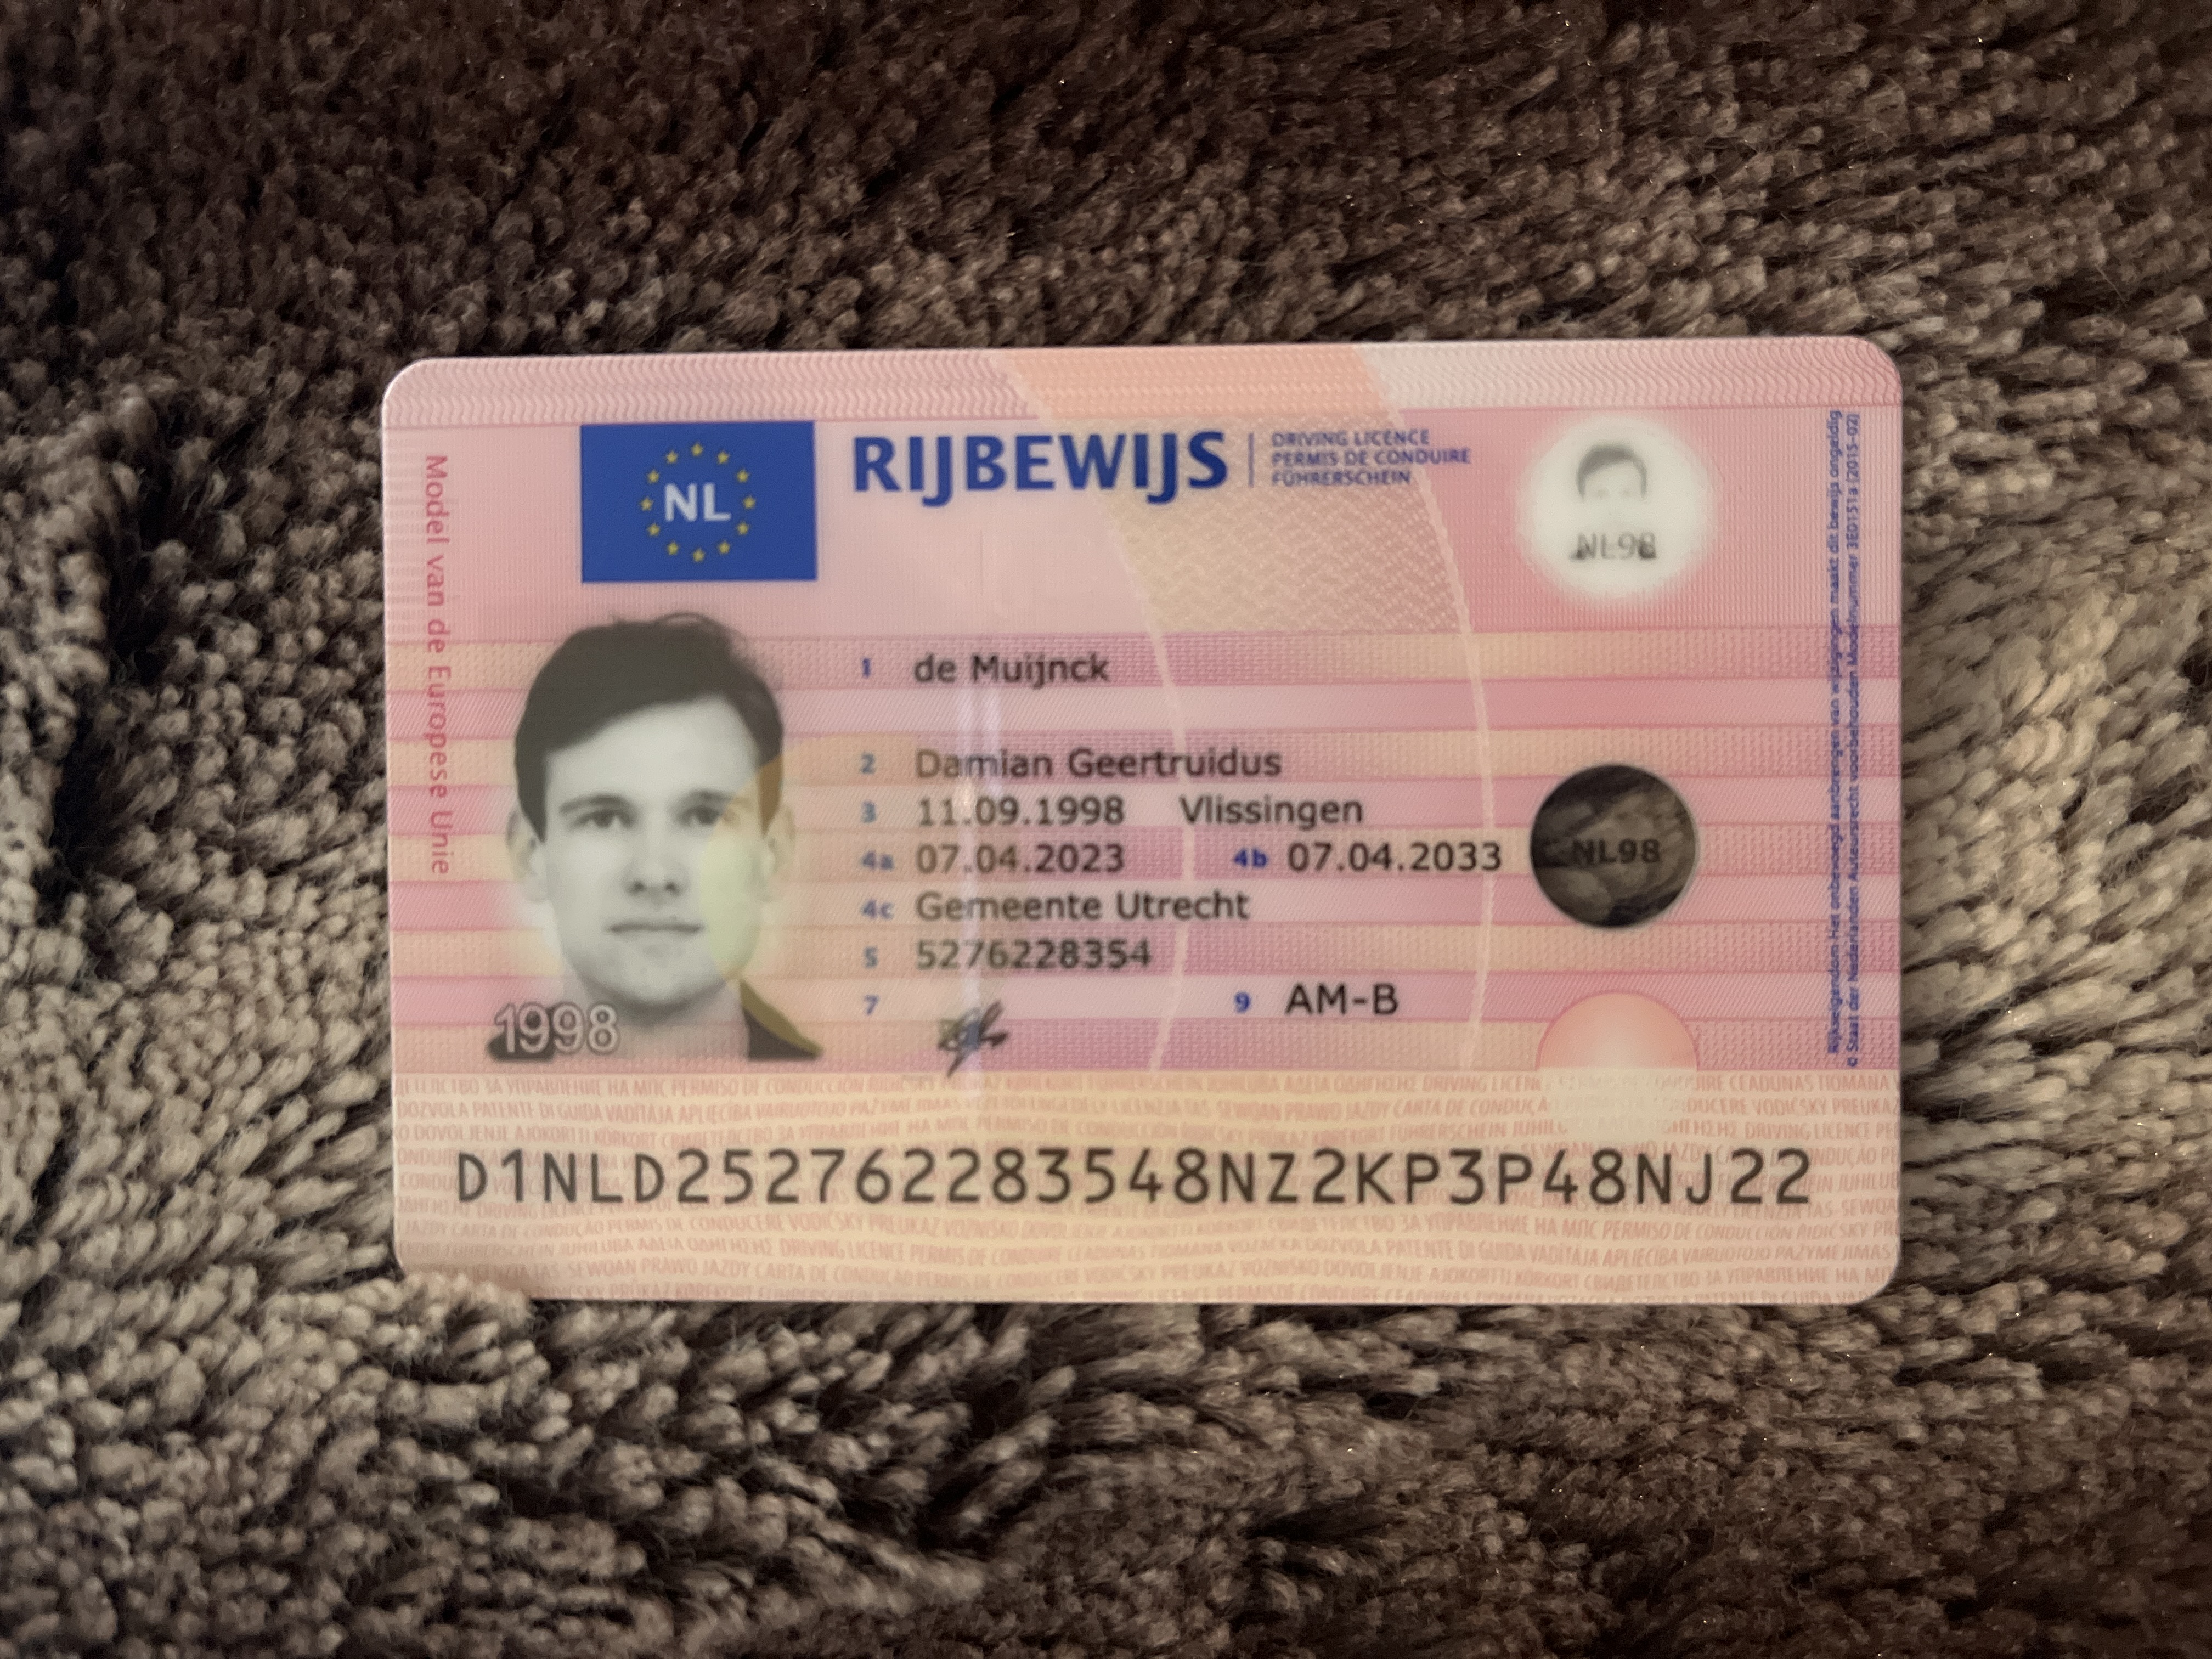 NL
RIJBEWIJS
DRIVING LICENCE
PERMIS DE CONDUIRE
FÜHRERSCHEIN
Model van de Europese Unie
NL98
1 de Muijnck
2 Damian Geertruidus
3 11.09.1998 Vlissingen
4a 07.04.2023 4b 07.04.2033
4c Gemeente Utrecht
5 5276228354
7 9 AM-B
NL98
1998
Rijkseigendom Het onbevoegd aanbrengen van wijzigingen maakt dit bewijs ongeldig
© Staat der Nederlanden Auteursrecht voorbehouden Modelnummer 3E0151a (2015-02)
D1NLD252762283548NZ2KP3P48NJ22